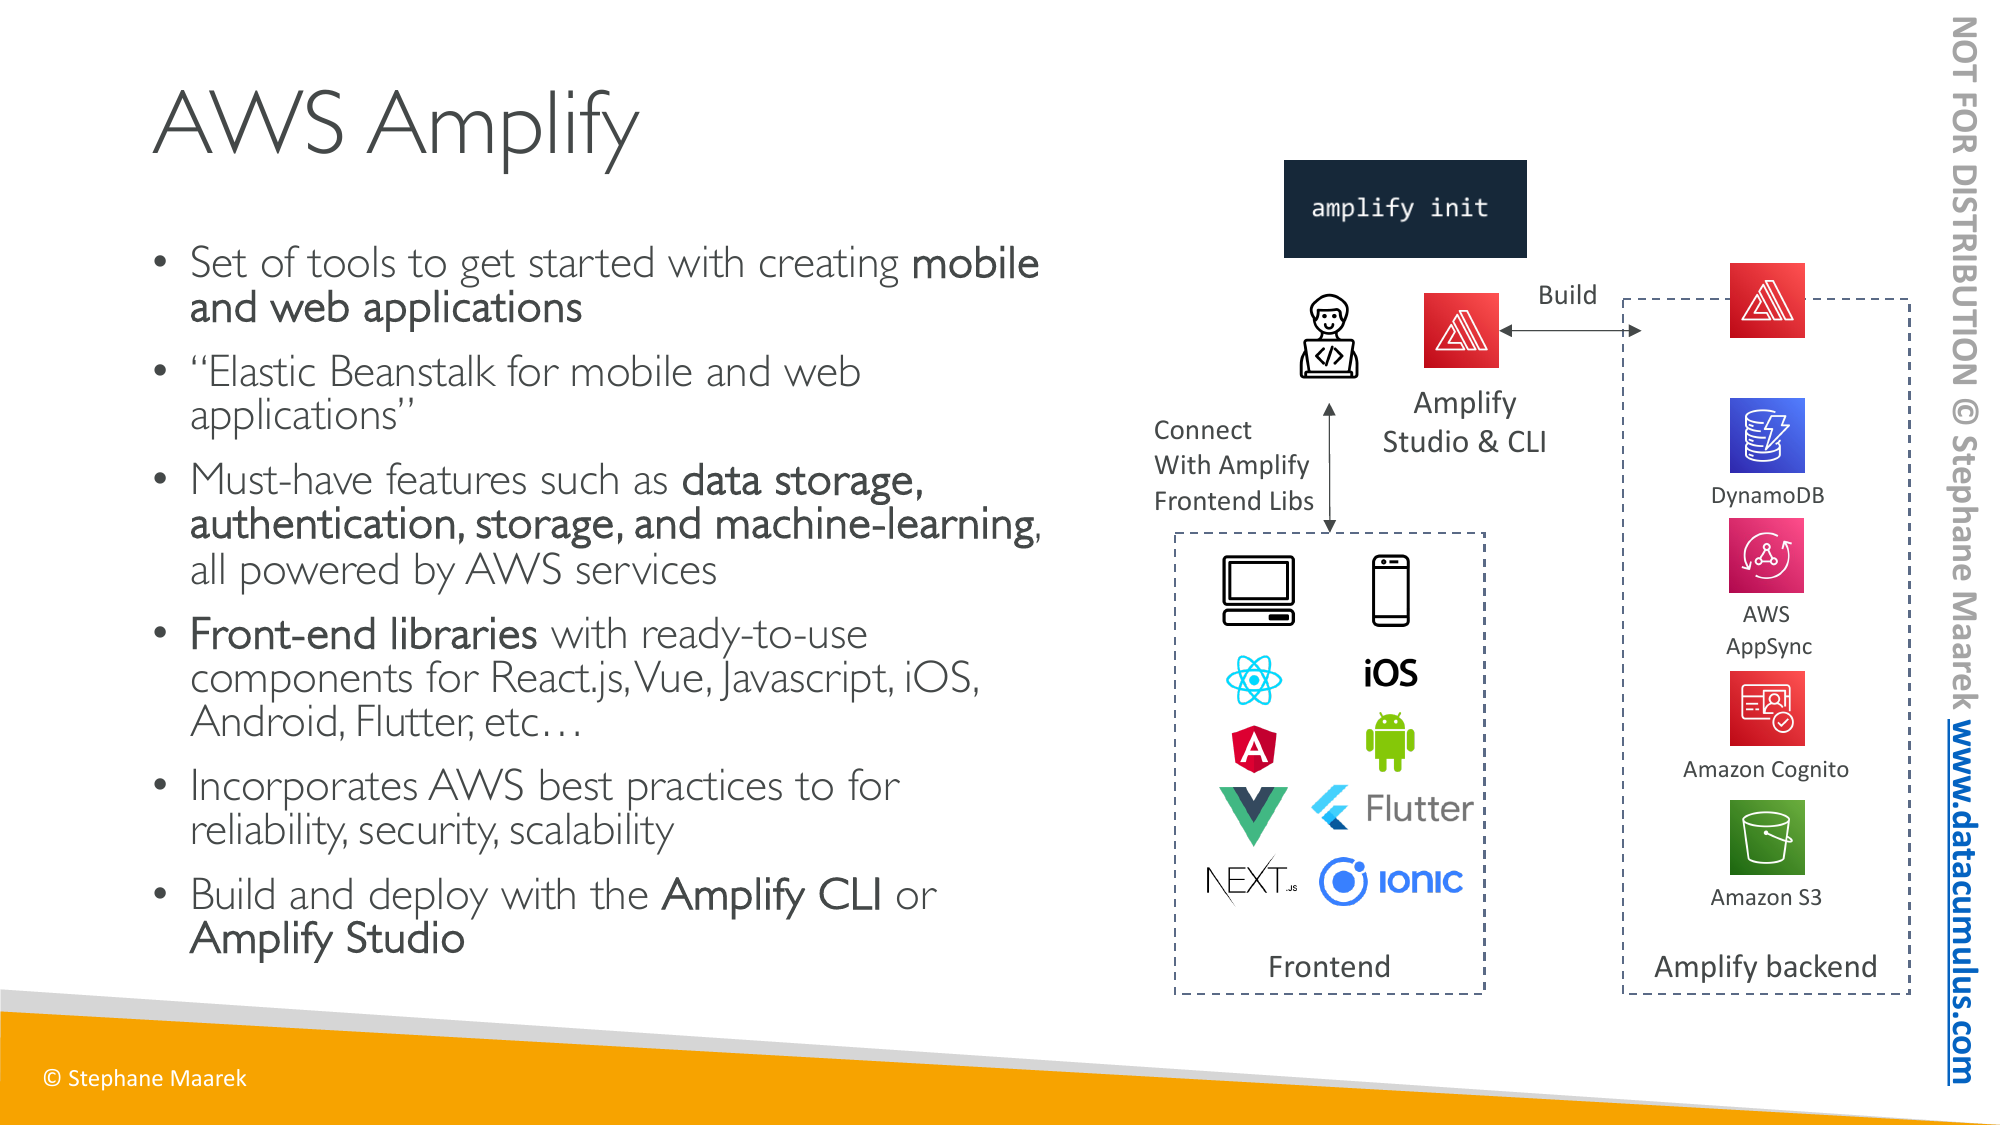 AWS Amplify
• Set of tools to get started with creating mobile
and web applications
• “Elastic Beanstalk for mobile and web
applications”
• Must-have features such as data storage,
authentication, storage, and machine-learning,
all powered by AWS services
• Front-end libraries with ready-to-use
components for React.js, Vue, Javascript, iOS,
Android, Flutter, etc…
• Incorporates AWS best practices to for
reliability, security, scalability
• Build and deploy with the Amplify CLI or
Amplify Studio
amplify init
Build
Amplify
Studio & CLI
Connect
With Amplify
Frontend Libs
iOS
Flutter
NEXT.JS
ionic
Frontend
DynamoDB
AWS
AppSync
Amazon Cognito
Amazon S3
Amplify backend
© Stephane Maarek
NOT FOR DISTRIBUTION © Stephane Maarek www.datacumulus.com